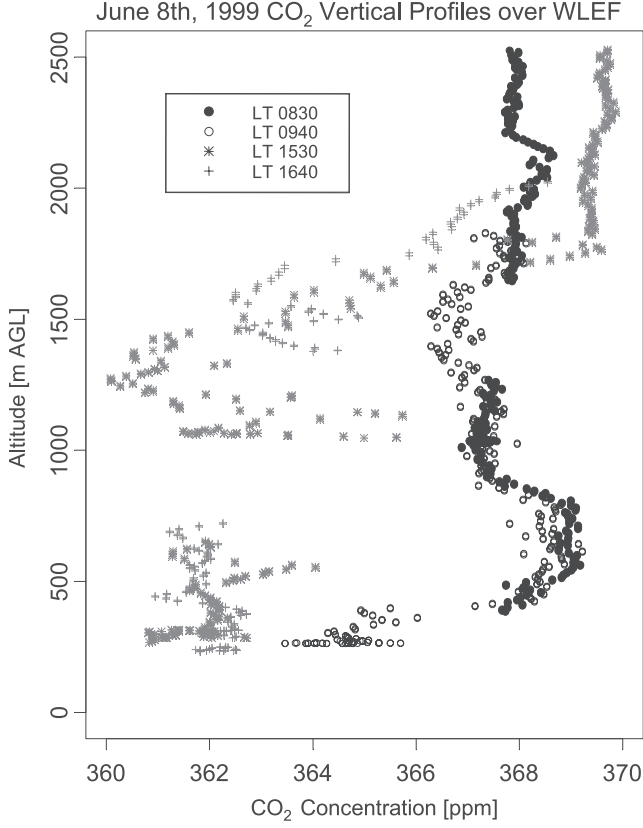 June 8th, 1999 CO₂ Vertical Profiles over WLEF
2500
2000
1500
1000
500
0
Altitude [m AGL]
LT 0830
LT 0940
LT 1530
LT 1640
360 362 364 366 368 370
CO₂ Concentration [ppm]